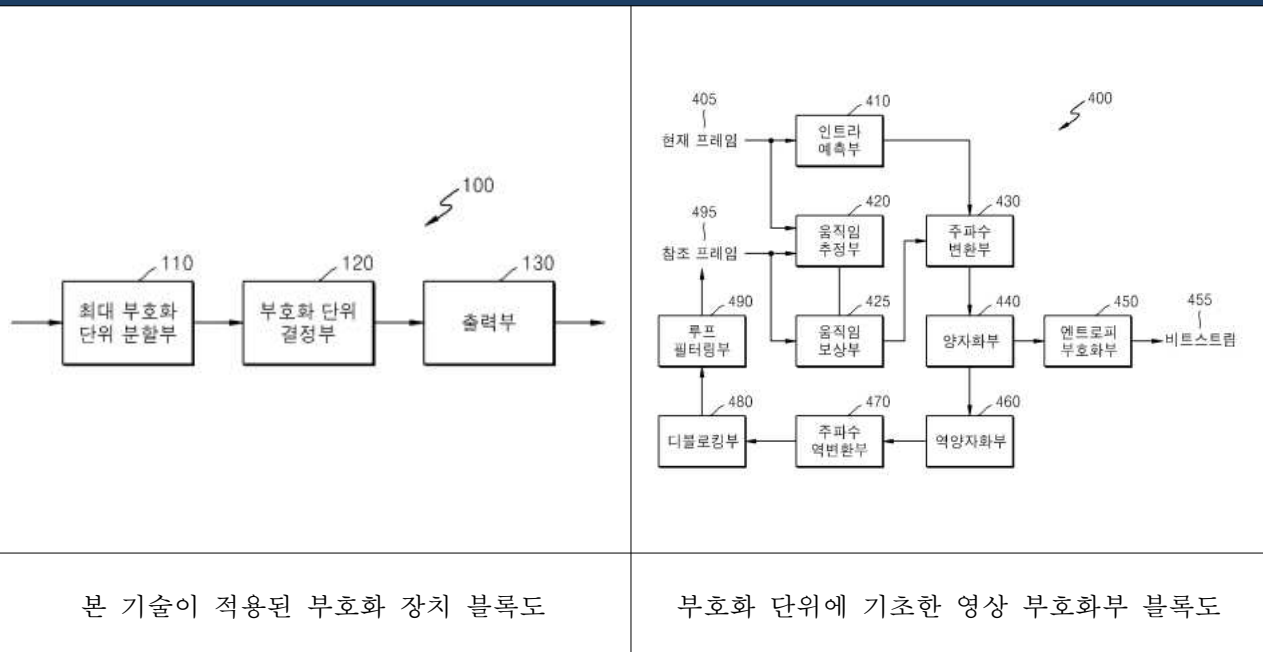 100
110
최대 부호화
단위 분할부
120
부호화 단위
결정부
130
출력부
본 기술이 적용된 부호화 장치 블록도
400
405
현재 프레임
410
인트라
예측부
495
참조 프레임
420
움직임
추정부
430
주파수
변환부
490
루프
필터링부
425
움직임
보상부
440
양자화부
450
엔트로피
부호화부
455
비트스트림
480
디블로킹부
470
주파수
역변환부
460
역양자화부
부호화 단위에 기초한 영상 부호화부 블록도